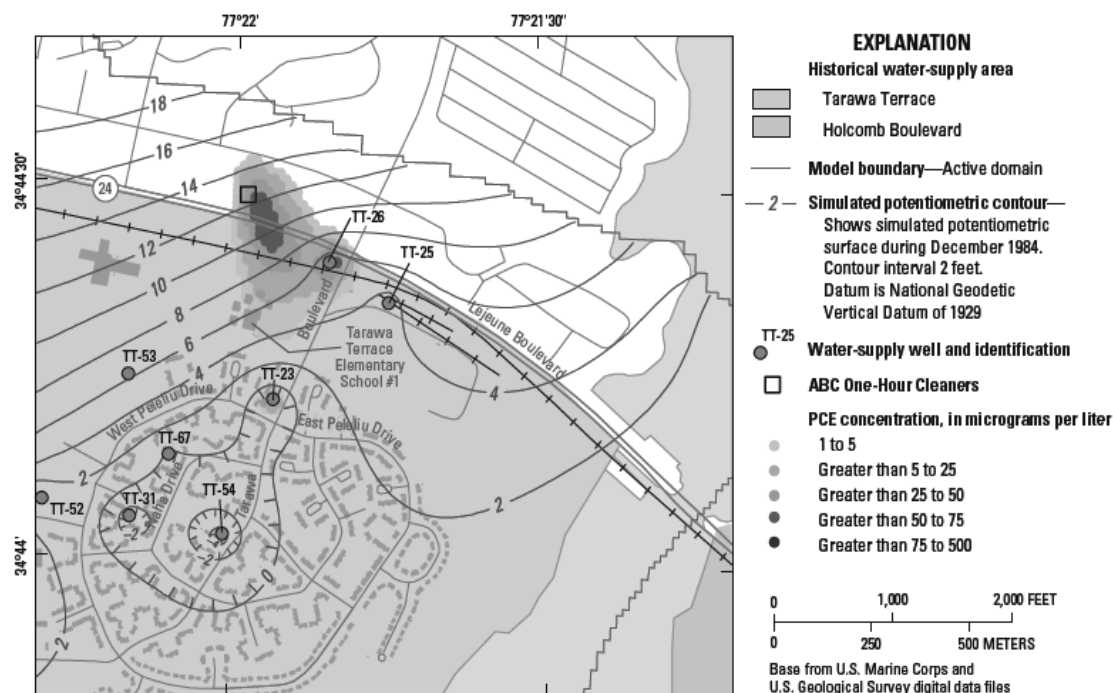 77°22'
77°21'30"
34°44'30"
34°44'
18
16
14
24
12
10
8
6
4
2
TT-26
TT-25
Boulevard
Lejeune Boulevard
Tarawa
Terrace
Elementary
School #1
4
TT-53
TT-23
West Peleliu Drive
East Peleliu Drive
TT-67
2
TT-52
TT-31
Naha Drive
TT-54
Tarawa
-2
-2
0
2
EXPLANATION
Historical water-supply area
Tarawa Terrace
Holcomb Boulevard
Model boundary—Active domain
2 Simulated potentiometric contour—
Shows simulated potentiometric
surface during December 1984.
Contour interval 2 feet.
Datum is National Geodetic
Vertical Datum of 1929
TT-25
Water-supply well and identification
ABC One-Hour Cleaners
PCE concentration, in micrograms per liter
1 to 5
Greater than 5 to 25
Greater than 25 to 50
Greater than 50 to 75
Greater than 75 to 500
0 1,000 2,000 FEET
0 250 500 METERS
Base from U.S. Marine Corps and
U.S. Geological Survey digital data files